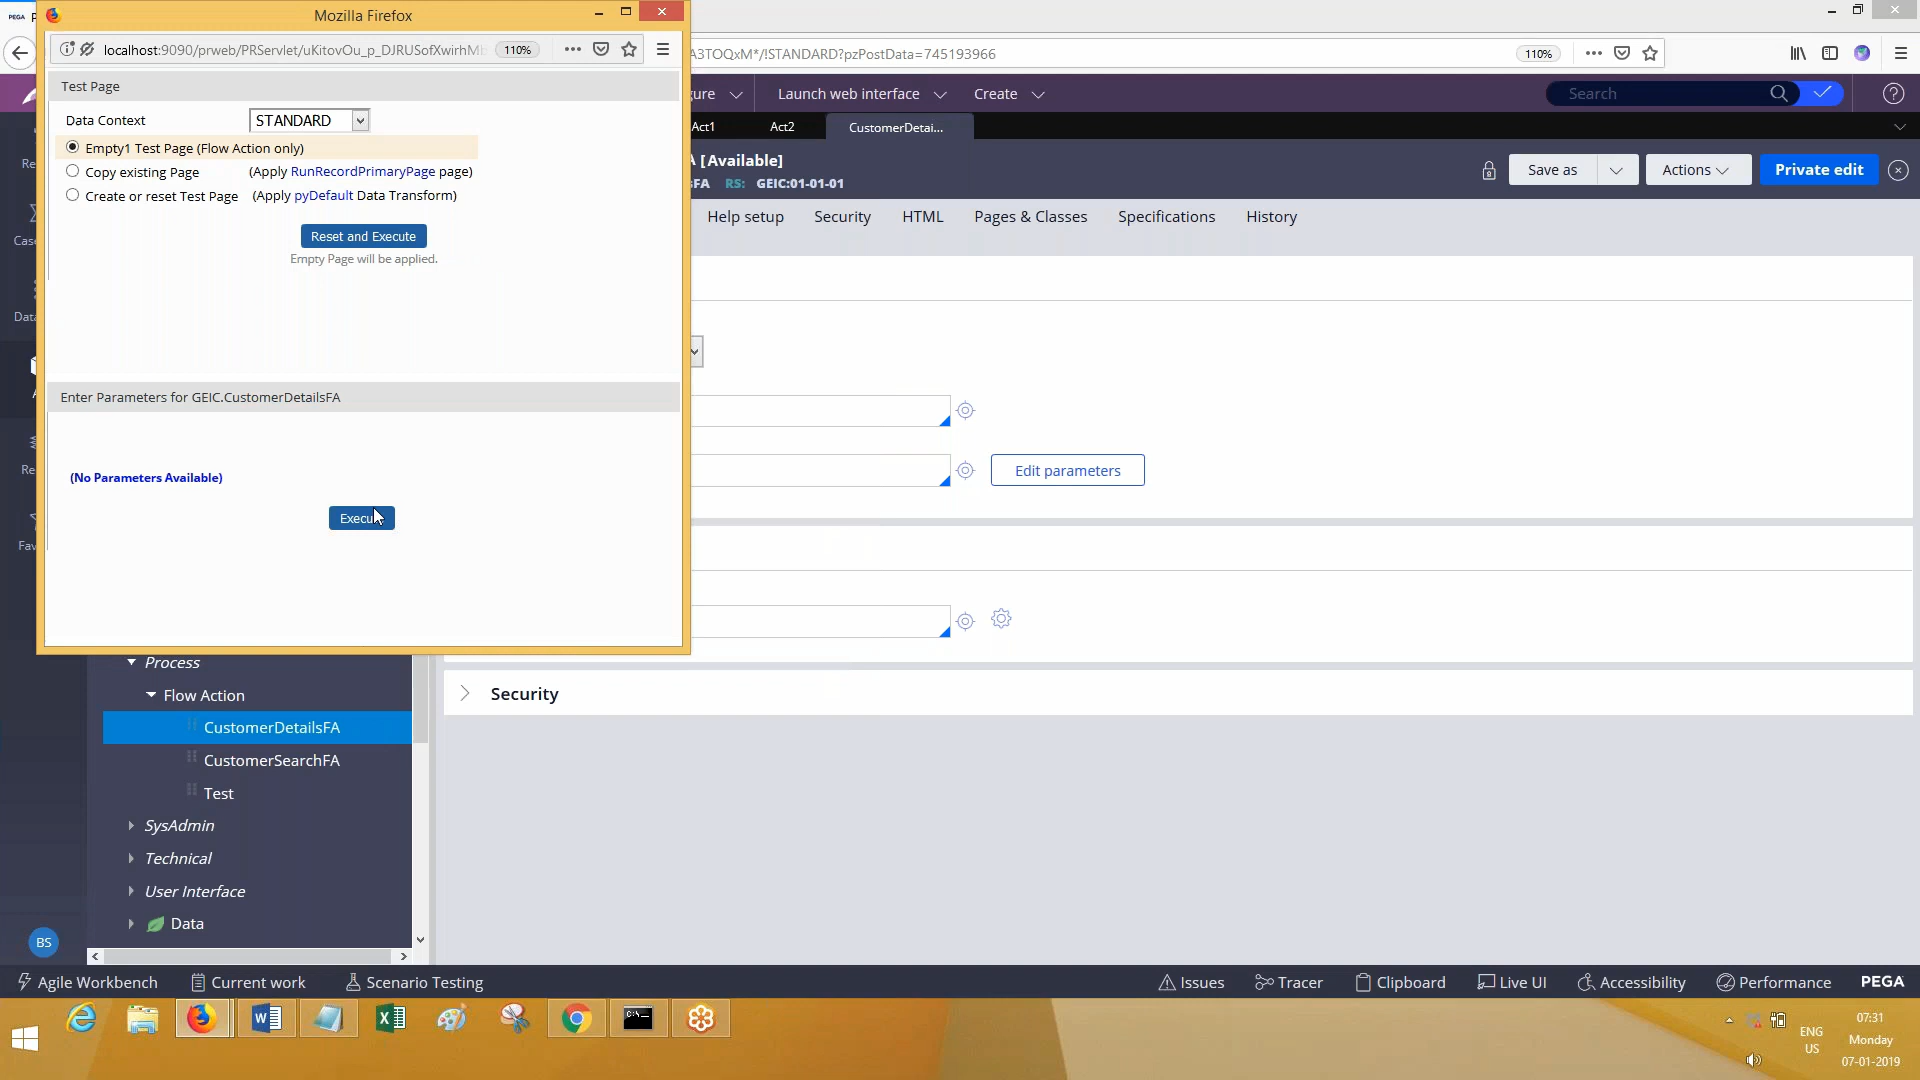 Mozilla Firefox
PEGA
localhost:9090/prweb/PRServlet/uKitovOu_p_DJRUSofXwirhM
110%
A3TOQxM*/!STANDARD?pzPostData=745193966
110%
Test Page
gure
Launch web interface
Create
Search
Data Context
STANDARD
Act1
Act2
CustomerDetai...
Empty1 Test Page (Flow Action only)
[Available]
Copy existing Page
(Apply RunRecordPrimaryPage page)
FA RS: GEIC:01-01-01
Save as
Actions
Private edit
Create or reset Test Page
(Apply pyDefault Data Transform)
Help setup
Security
HTML
Pages & Classes
Specifications
History
Reset and Execute
Empty Page will be applied.
Enter Parameters for GEIC.CustomerDetailsFA
(No Parameters Available)
Edit parameters
Process
Flow Action
Security
CustomerDetailsFA
CustomerSearchFA
Test
SysAdmin
Technical
User Interface
Data
BS
Agile Workbench
Current work
Scenario Testing
Issues
Tracer
Clipboard
Live UI
Accessibility
Performance
PEGA
ENG
US
07:31
Monday
07-01-2019